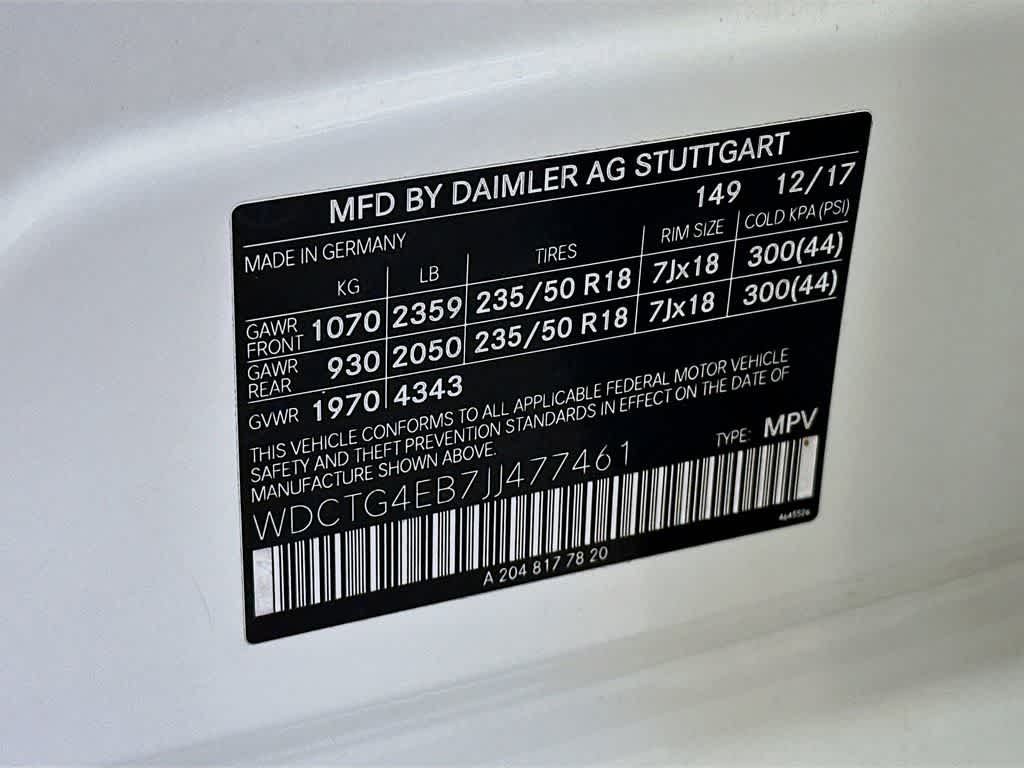 MFD BY DAIMLER AG STUTTGART
149 12/17
MADE IN GERMANY
KG LB TIRES RIM SIZE COLD KPA (PSI)
GAWR FRONT 1070 2359 235/50 R18 7Jx18 300(44)
GAWR REAR 930 2050 235/50 R18 7Jx18 300(44)
GVWR 1970 4343
THIS VEHICLE CONFORMS TO ALL APPLICABLE FEDERAL MOTOR VEHICLE
SAFETY AND THEFT PREVENTION STANDARDS IN EFFECT ON THE DATE OF
MANUFACTURE SHOWN ABOVE.
TYPE: MPV
WDCTG4EB7JJ477461
A 204 817 78 20
4645526